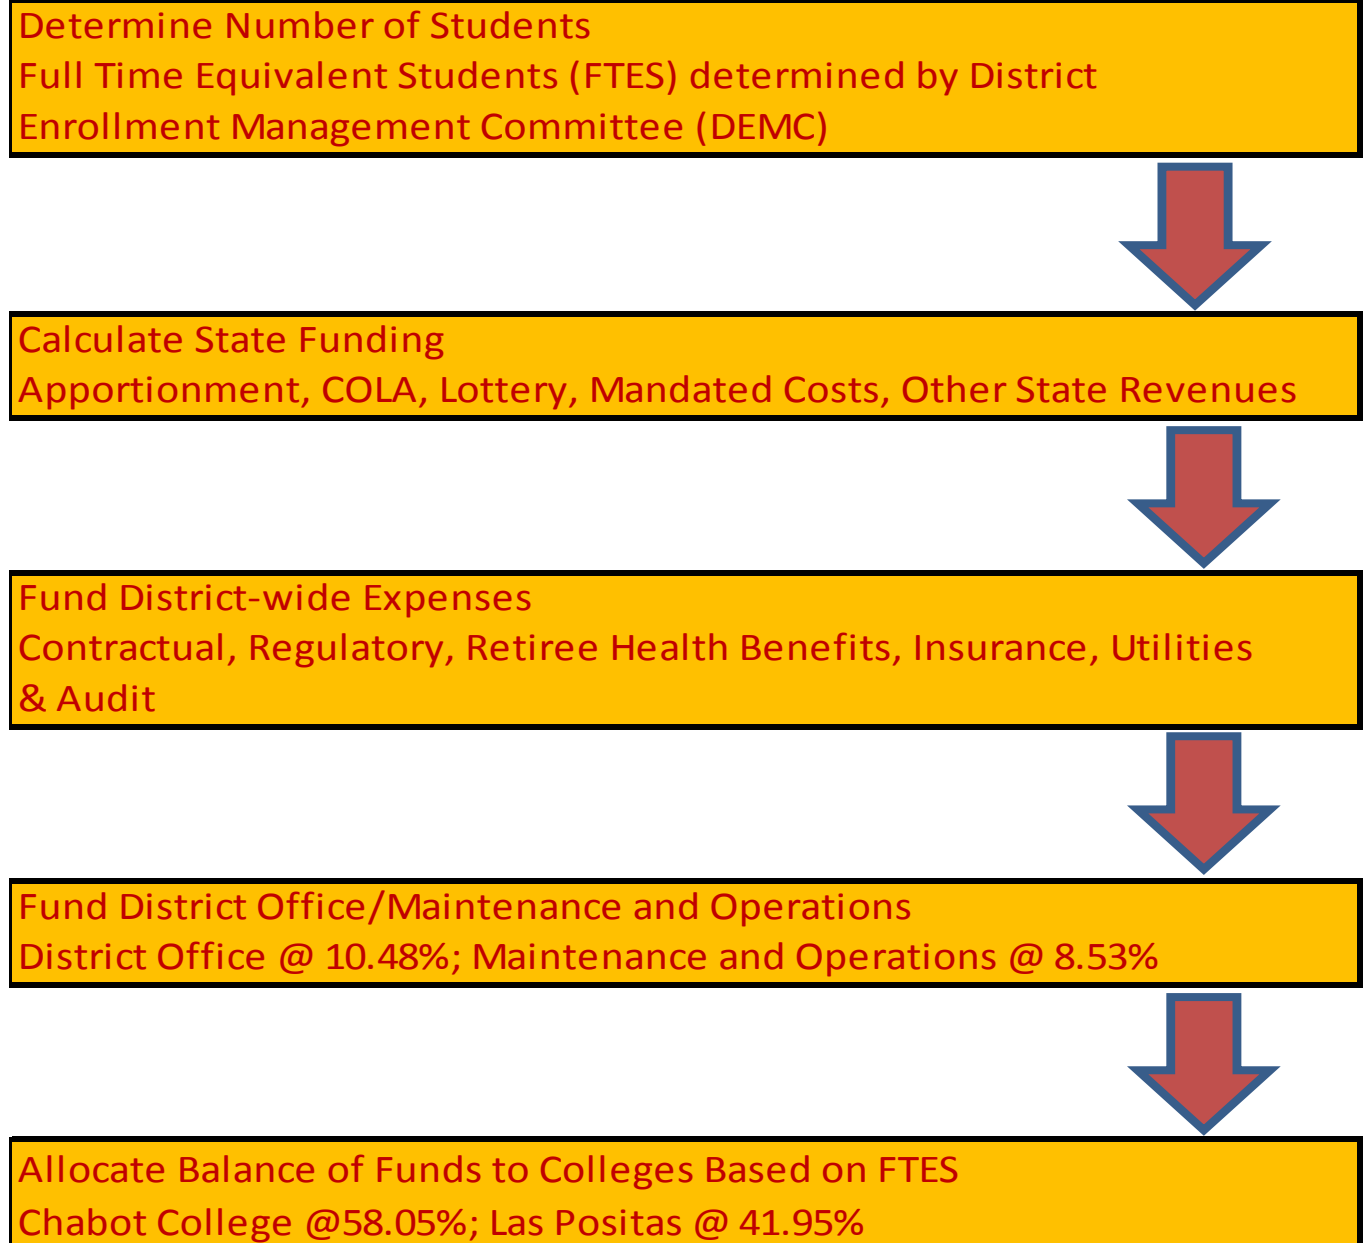 Determine Number of Students
Full Time Equivalent Students (FTES) determined by District
Enrollment Management Committee (DEMC)
Calculate State Funding
Apportionment, COLA, Lottery, Mandated Costs, Other State Revenues
Fund District-wide Expenses
Contractual, Regulatory, Retiree Health Benefits, Insurance, Utilities
& Audit
Fund District Office/Maintenance and Operations
District Office @ 10.48%; Maintenance and Operations @ 8.53%
Allocate Balance of Funds to Colleges Based on FTES
Chabot College @58.05%; Las Positas @ 41.95%